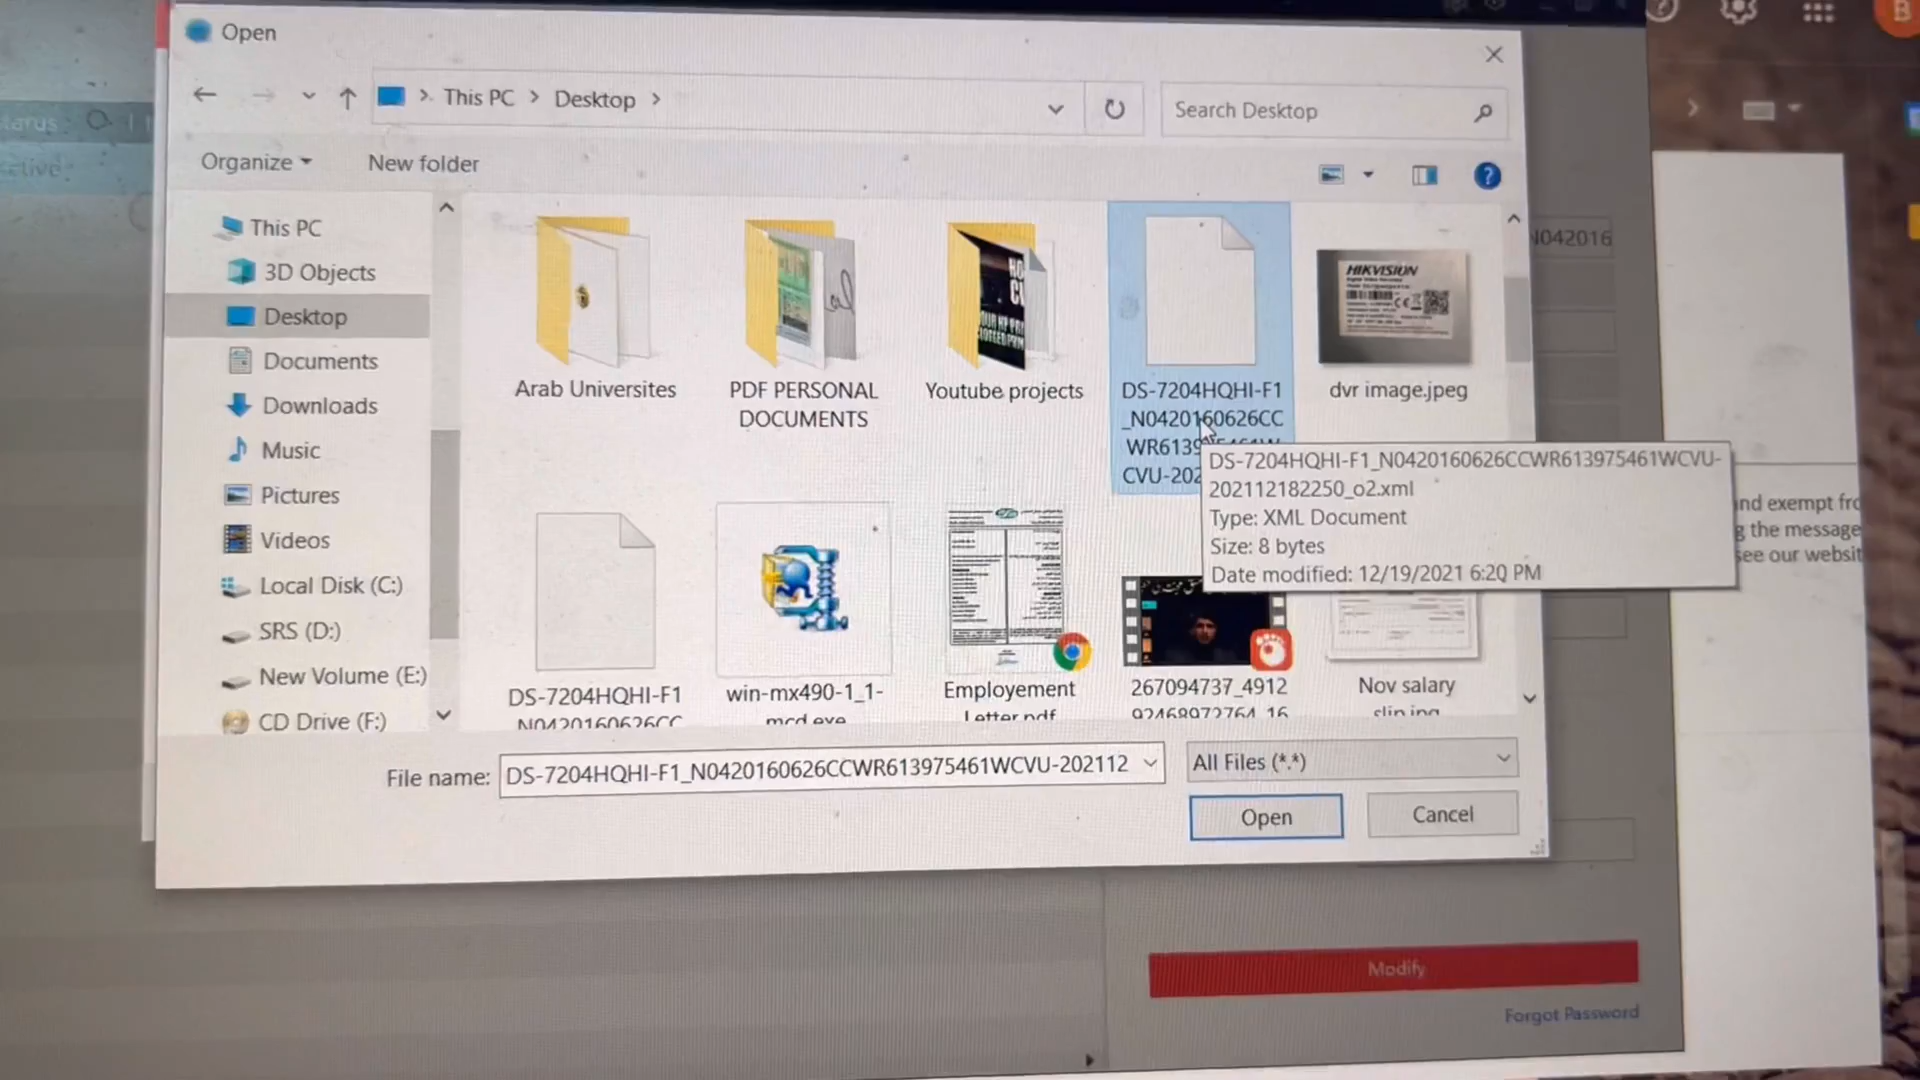 Open
This PC
Desktop
Search Desktop
Organize
New folder
This PC
3D Objects
Desktop
Documents
Downloads
Music
Pictures
Videos
Local Disk (C:)
SRS (D:)
New Volume (E:)
CD Drive (F:)
Arab Universites
PDF PERSONAL
DOCUMENTS
Youtube projects
DS-7204HQHI-F1
_N0420160626CC
WR613975461W
CVU-202
HIKVISION
dvr image.jpeg
DS-7204HQHI-F1_N0420160626CCWR613975461WCVU-
202112182250_o2.xml
Type: XML Document
Size: 8 bytes
Date modified: 12/19/2021 6:20 PM
DS-7204HQHI-F1
N0420160626CC
win-mx490-1_1-
mcd.exe
Employement
Letter.pdf
267094737_4912
92468972764_16
Nov salary
slip.jpg
File name:
DS-7204HQHI-F1_N0420160626CCWR613975461WCVU-202112
All Files (*.*)
Open
Cancel
N042016
and exempt fro
g the message
see our websit
Modify
Forgot Password
B